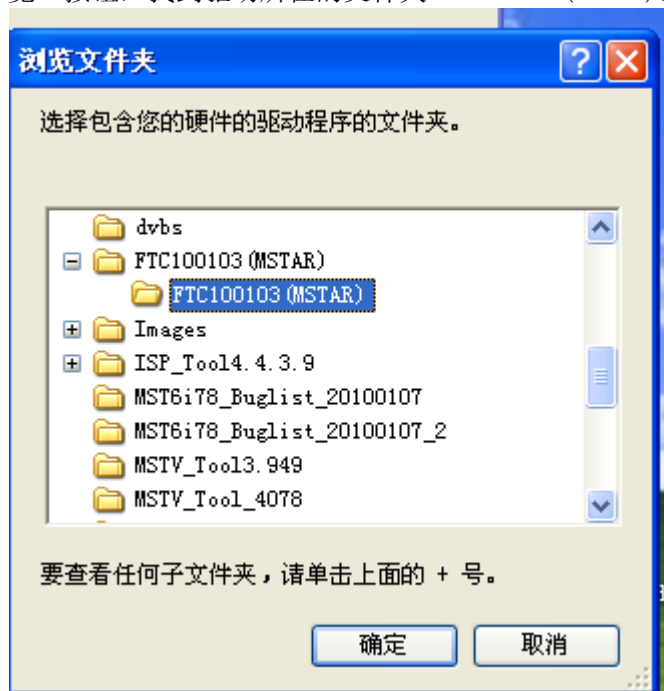 浏览文件夹
选择包含您的硬件的驱动程序的文件夹。
dvbs
FTC100103(MSTAR)
FTC100103(MSTAR)
Images
ISP_Tool4.4.3.9
MST6i78_Buglist_20100107
MST6i78_Buglist_20100107_2
MSTV_Tool3.949
MSTV_Tool_4078
要查看任何子文件夹，请单击上面的 + 号。
确定 取消